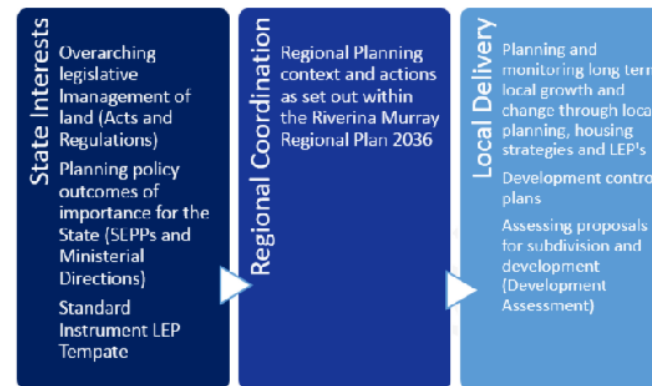 State Interests
Overarching
legislative
lmanagement of
land (Acts and
Regulations)
Planning policy
outcomes of
importance for the
State (SEPPs and
Ministerial
Directions)
Standard
Instrument LEP
Tempate
Regional Coordination
Regional Planning
context and actions
as set out within
the Riverina Murray
Regional Plan 2036
Local Delivery
Planning and
monitoring long term
local growth and
change through loca
planning, housing
strategies and LEP's
Development contro
plans
Assessing proposals
for subdivision and
development
(Development
Assessment)